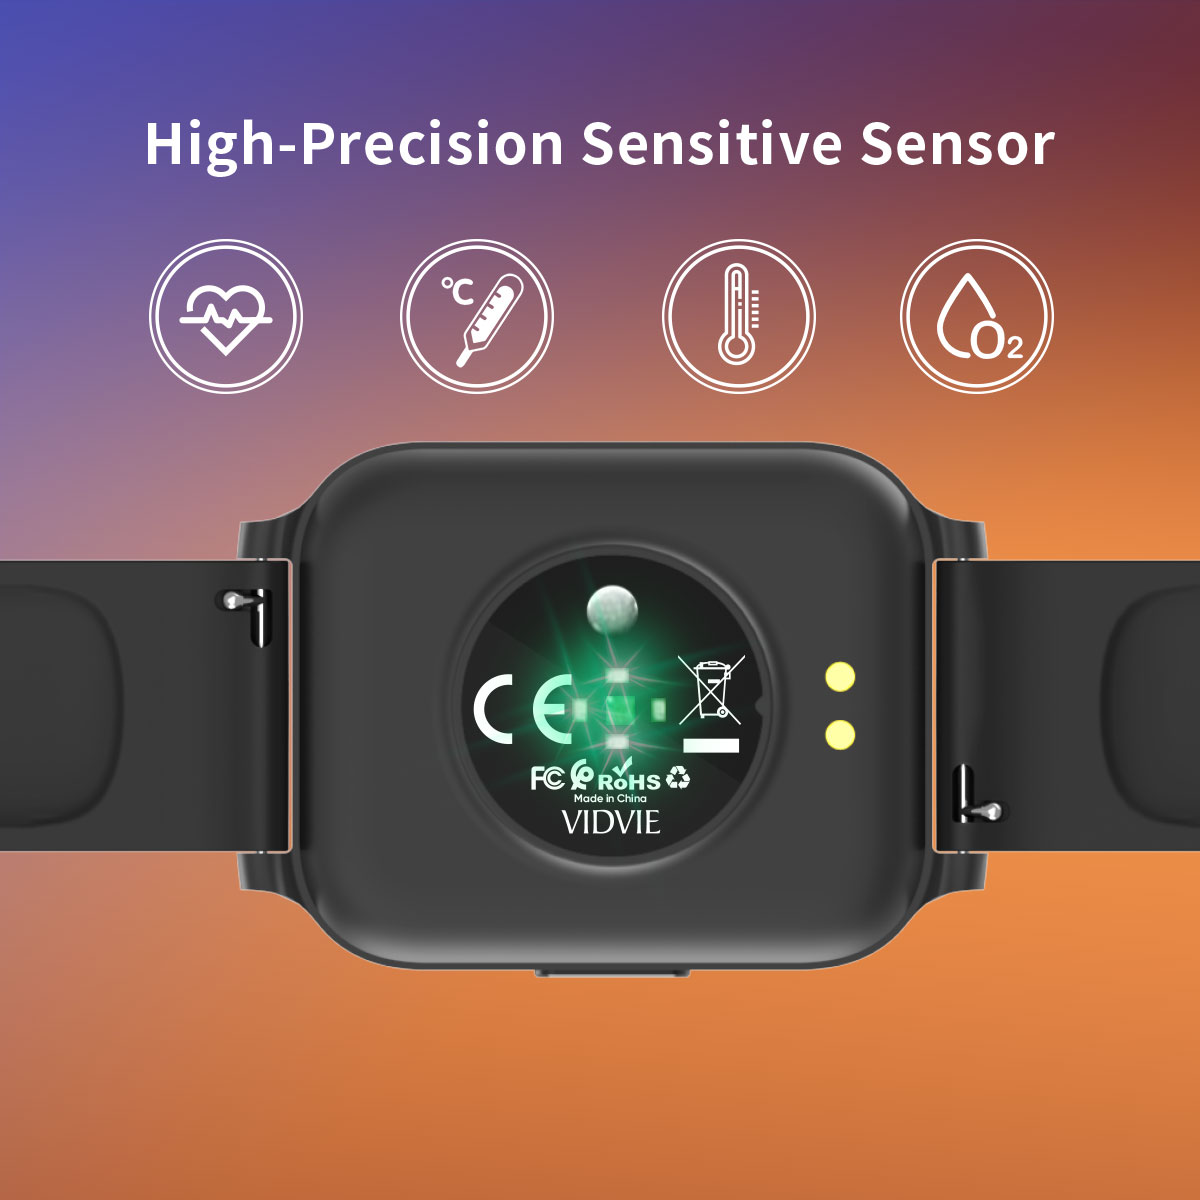 High-Precision Sensitive Sensor
°C
O2
CE
FC RoHS
Made in China
VIDVIE